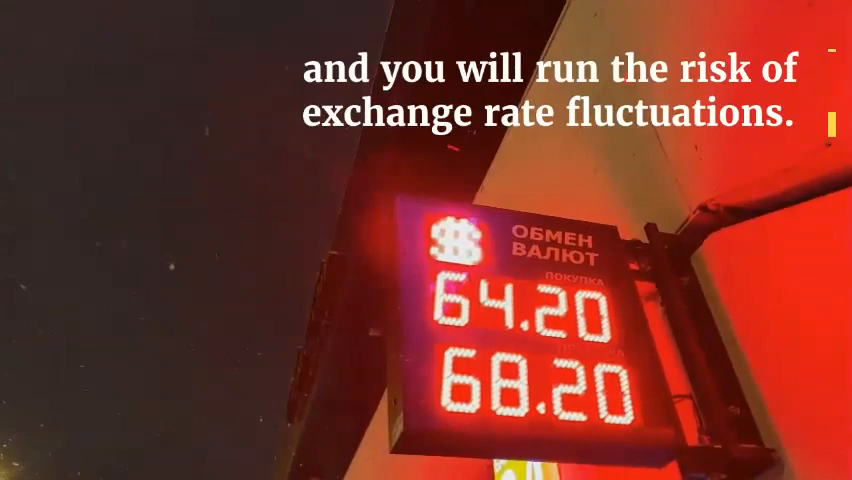 and you will run the risk of
exchange rate fluctuations.
$
ОБМЕН
ВАЛЮТ
ПОКУПКА
64.20
68.20